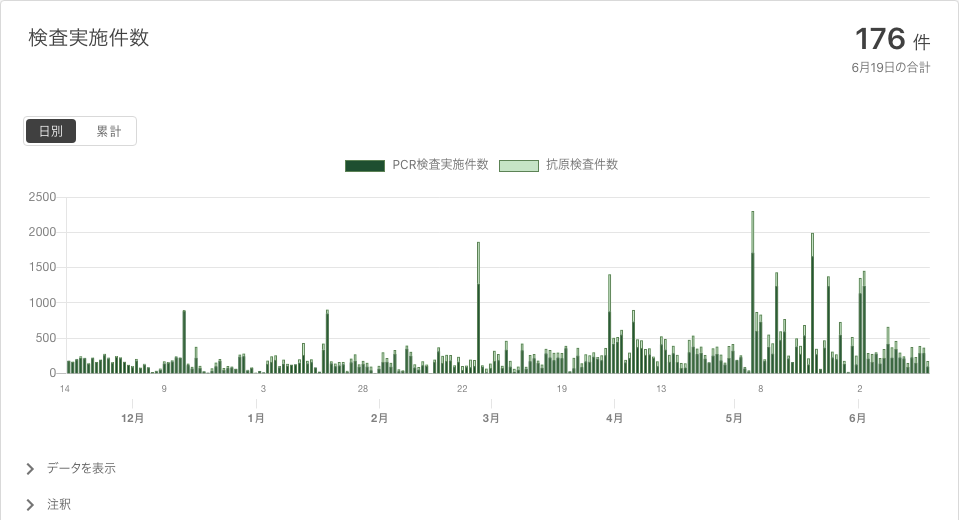 検査実施件数
176 件
6月19日の合計
日別 累計
PCR検査実施件数 抗原検査件数
2500
2000
1500
1000
500
0
14 9 3 28 22 19 13 8 2
12月 1月 2月 3月 4月 5月 6月
データを表示
注釈